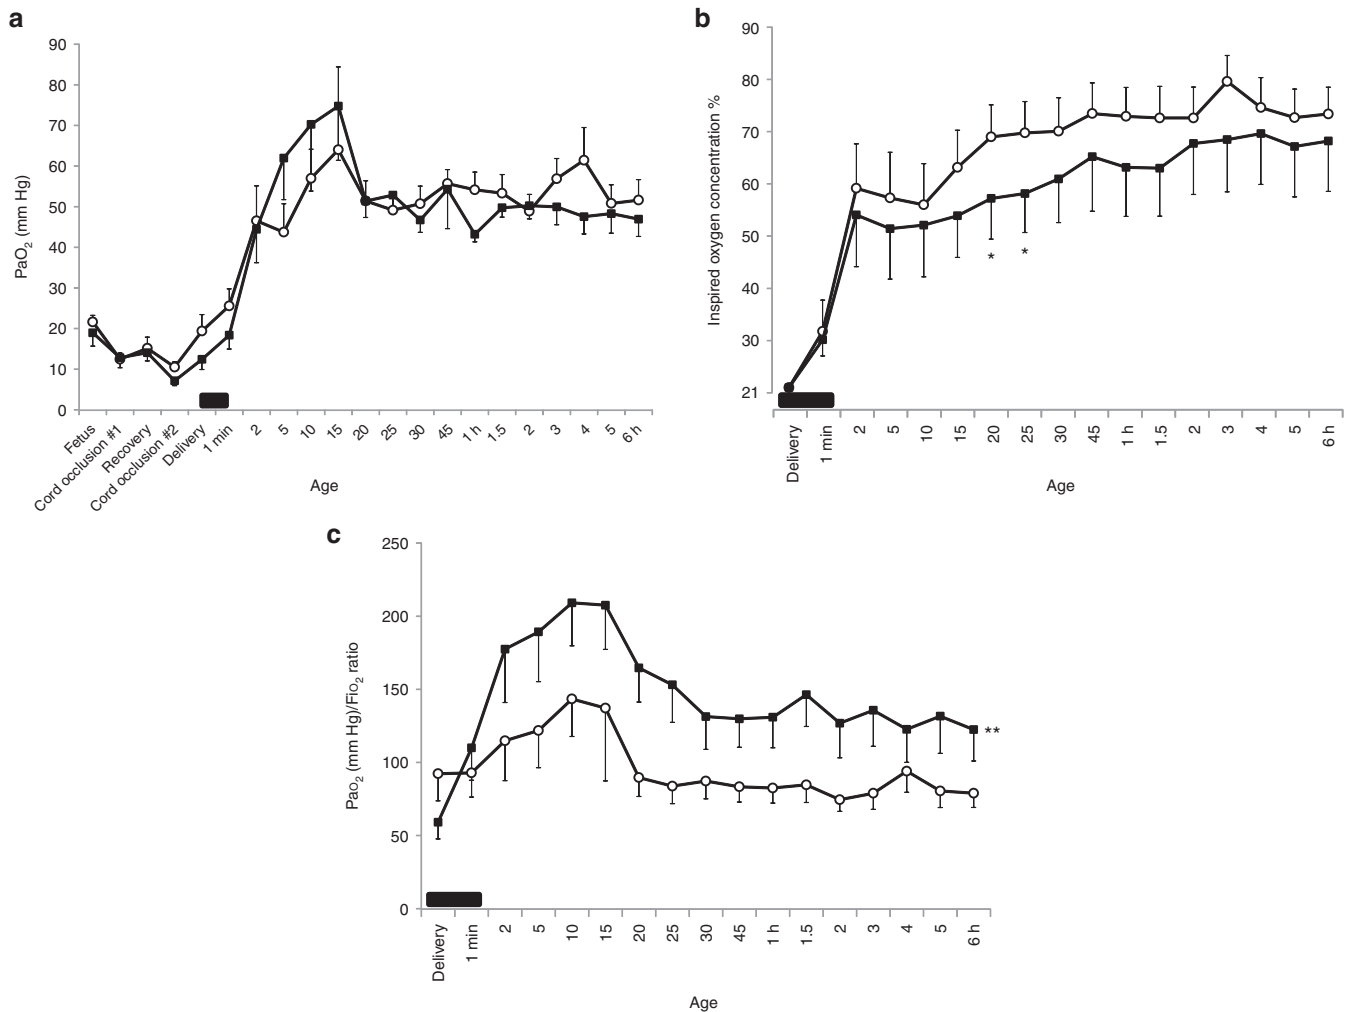 a
90
80
70
60
50
40
30
20
10
0
PaO2 (mm Hg)
Fetus
Cord occlusion #1
Recovery
Cord occlusion #2
Delivery
1 min
2
5
10
15
20
25
30
45
1 h
1.5
2
3
4
5
6 h
Age
b
90
80
70
60
50
40
30
21
Inspired oxygen concentration %
*
*
Delivery
1 min
2
5
10
15
20
25
30
45
1 h
1.5
2
3
4
5
6 h
Age
c
250
200
150
100
50
0
Pao2 (mm Hg)/Fio2 ratio
**
Delivery
1 min
2
5
10
15
20
25
30
45
1 h
1.5
2
3
4
5
6 h
Age